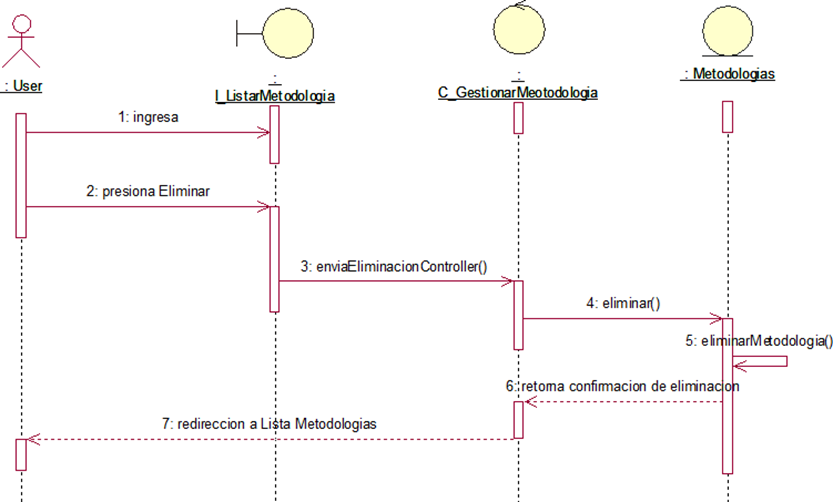 : User
:
I_ListarMetodologia
:
C_GestionarMeotodologia
: Metodologias
1: ingresa
2: presiona Eliminar
3: enviaEliminacionController()
4: eliminar()
5: eliminarMetodologia()
6: retorna confirmacion de eliminacion
7: redireccion a Lista Metodologias